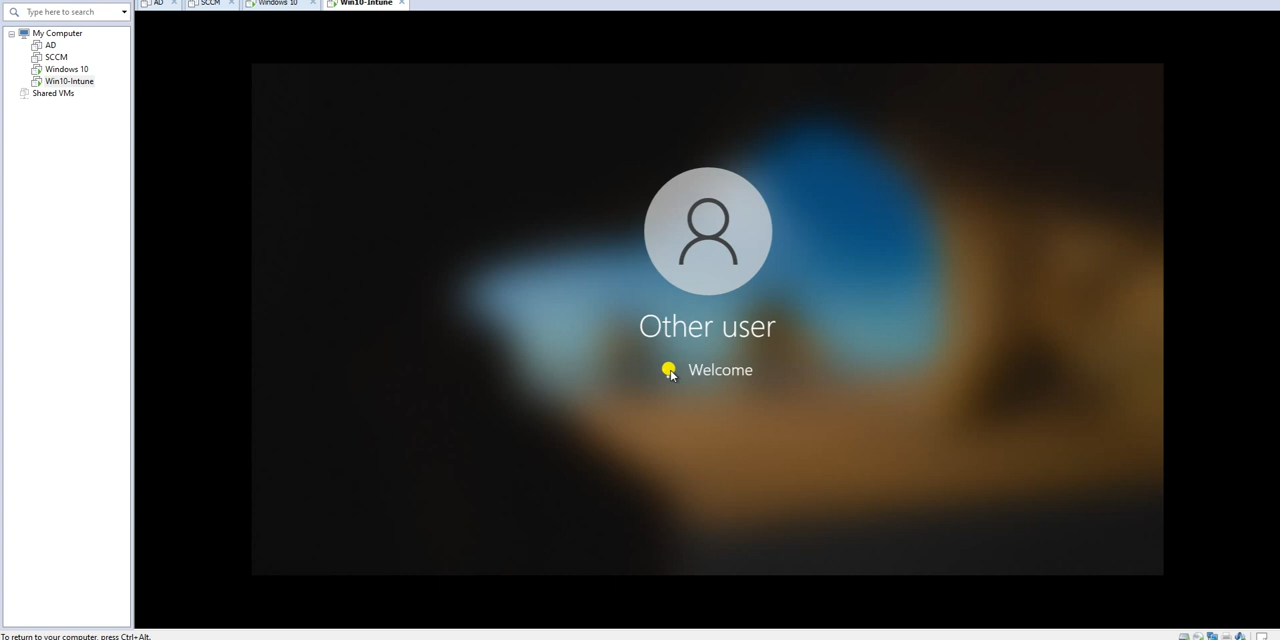 AD SCCM Windows 10 Win10-Intune
Type here to search
My Computer
AD
SCCM
Windows 10
Win10-Intune
Shared VMs
Other user
Welcome
To return to your computer, press Ctrl+Alt.